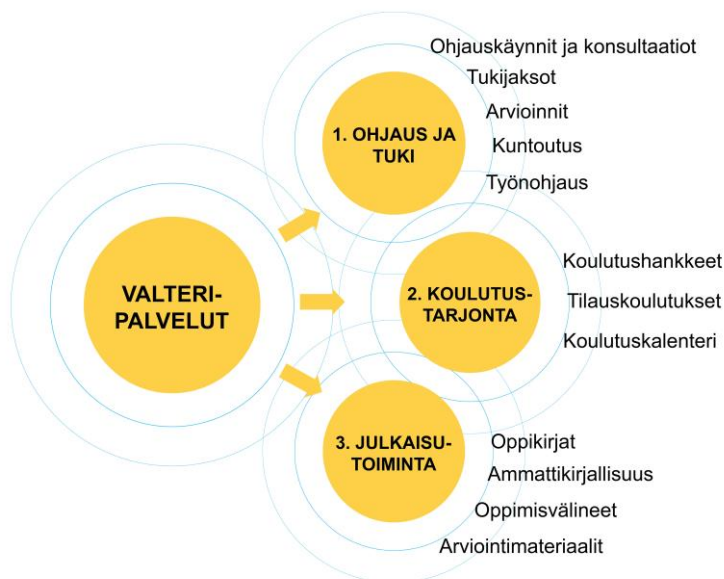 VALTERI-
PALVELUT
1. OHJAUS JA
TUKI
Ohjauskäynnit ja konsultaatiot
Tukijaksot
Arvioinnit
Kuntoutus
Työnohjaus
2. KOULUTUS-
TARJONTA
Koulutushankkeet
Tilauskoulutukset
Koulutuskalenteri
3. JULKAISU-
TOIMINTA
Oppikirjat
Ammattikirjallisuus
Oppimisvälineet
Arviointimateriaalit